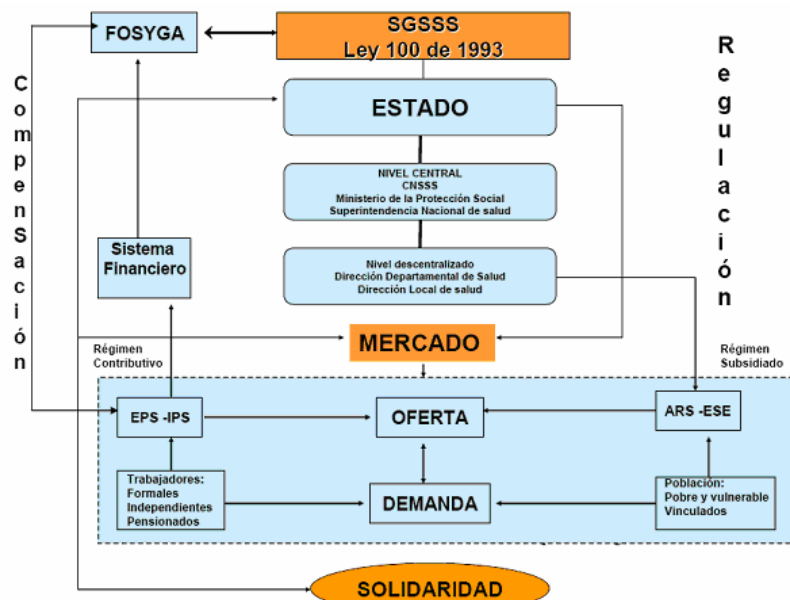 FOSYGA
SGSSS
Ley 100 de 1993
CompenSación
Regulación
ESTADO
NIVEL CENTRAL
CNSSS
Ministerio de la Protección Social
Superintendencia Nacional de salud
Sistema
Financiero
Nivel descentralizado
Dirección Departamental de Salud
Dirección Local de salud
MERCADO
Régimen
Contributivo
Régimen
Subsidiado
EPS -IPS
OFERTA
ARS -ESE
Trabajadores:
Formales
Independientes
Pensionados
DEMANDA
Población:
Pobre y vulnerable
Vinculados
SOLIDARIDAD